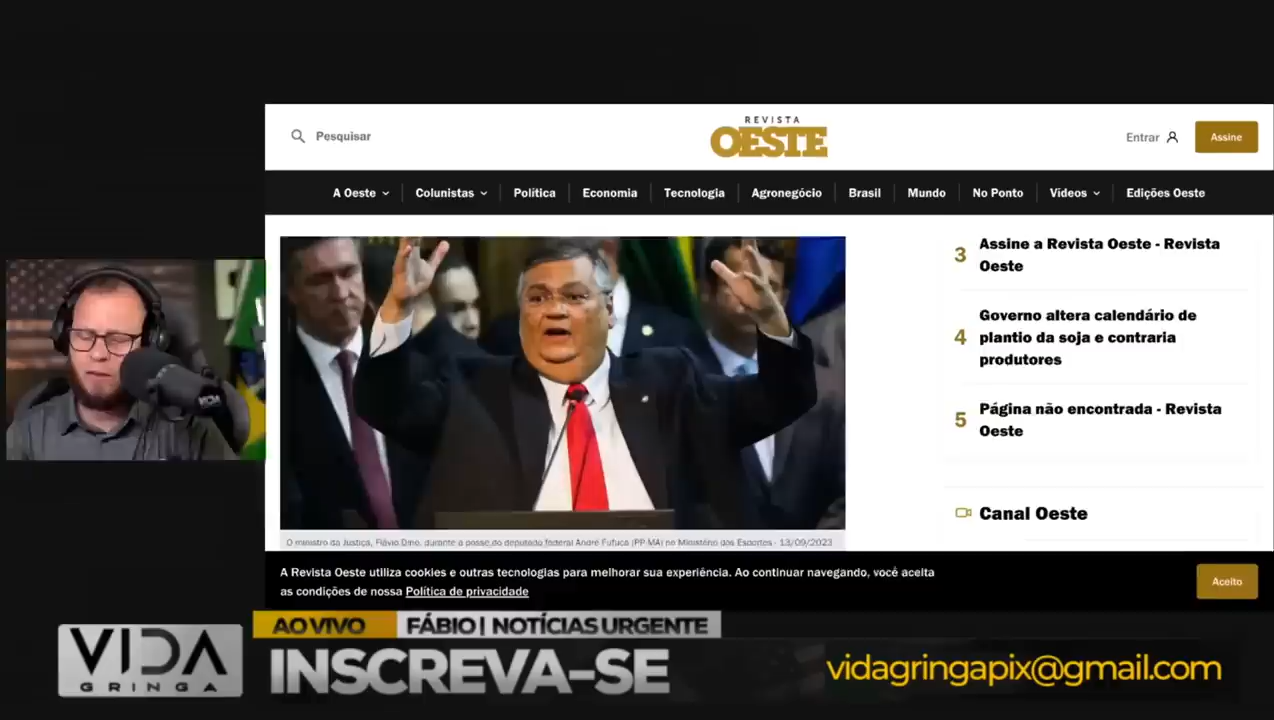 Pesquisar
REVISTA
OESTE
Entrar
Assine
A Oeste
Colunistas
Política
Economia
Tecnologia
Agronegócio
Brasil
Mundo
No Ponto
Vídeos
Edições Oeste
3
Assine a Revista Oeste - Revista
Oeste
4
Governo altera calendário de
plantio da soja e contraria
produtores
5
Página não encontrada - Revista
Oeste
Canal Oeste
O ministro da Justiça, Flávio Dino, durante a posse do deputado federal André Fufuca (PP-MA) no Ministério dos Esportes - 13/09/2023
A Revista Oeste utiliza cookies e outras tecnologias para melhorar sua experiência. Ao continuar navegando, você aceita
as condições de nossa Política de privacidade
Aceito
AO VIVO
FÁBIO | NOTÍCIAS URGENTE
VIDA
GRINGA
INSCREVA-SE
vidagringapix@gmail.com